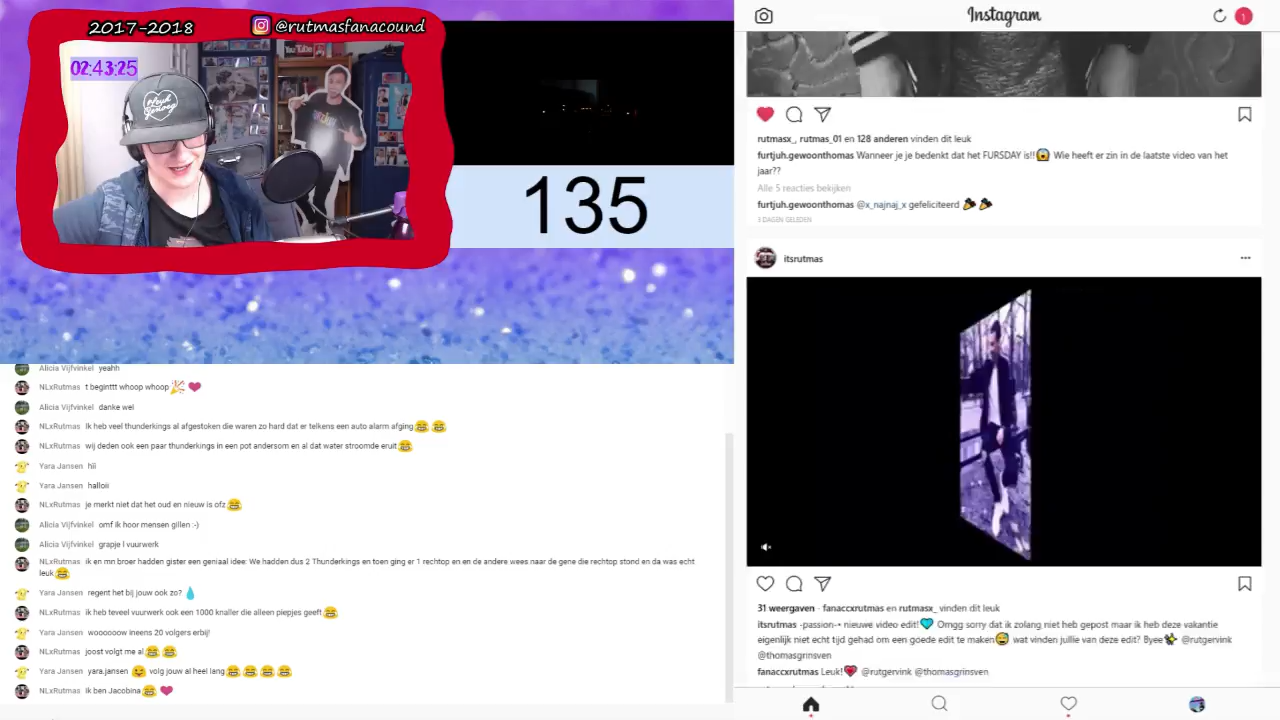 2017-2018
@rutmasfanacound
02:43:25
135
Alicia Vijfvinkel yeahh
NLxRutmas t beginttt whoop whoop🎉❤
Alicia Vijfvinkel danke wel
NLxRutmas Ik heb veel thunderkings al afgestoken die waren zo hard dat er telkens een auto alarm afging😂😂
NLxRutmas wij deden ook een paar thunderkings in een pot andersom en al dat water stroomde eruit😂
Yara Jansen hii
Yara Jansen halloii
NLxRutmas je merkt niet dat het oud en nieuw is ofz😂
Alicia Vijfvinkel omf ik hoor mensen gillen :-)
Alicia Vijfvinkel grapje I vuurwerk
NLxRutmas ik en mn broer hadden gister een geniaal idee: We hadden dus 2 Thunderkings en toen ging er 1 rechtop en en de andere wees naar de gene die rechtop stond en da was echt
leuk😂
Yara Jansen regent het bij jouw ook zo? 💧
NLxRutmas ik heb teveel vuurwerk ook een 1000 knaller die alleen piepjes geeft😂
Yara Jansen wooooooow ineens 20 volgers erbij!
NLxRutmas joost volgt me al😂😂
Yara Jansen yara.jansen 😉 volg jouw al heel lang😂😂😂😂
NLxRutmas Ik ben Jacobina😂❤
Instagram
1
rutmasx_, rutmas_01 en 128 anderen vinden dit leuk
furtjuh.gewoonthomas Wanneer je je bedenkt dat het FURSDAY is!!😱 Wie heeft er zin in de laatste video van het
jaar??
Alle 5 reacties bekijken
furtjuh.gewoonthomas @x_najnaj_x gefeliciteerd 🎉🎉
3 DAGEN GELEDEN
itsrutmas
31 weergaven · fanaccxrutmas en rutmasx_ vinden dit leuk
itsrutmas -passion-• nieuwe video edit!💙 Omgg sorry dat ik zolang niet heb gepost maar ik heb deze vakantie
eigenlijk niet echt tijd gehad om een goede edit te maken😅 wat vinden jullie van deze edit? Byee @rutgervink
@thomasgrinsven
fanaccxrutmas Leuk!💗 @rutgervink @thomasgrinsven